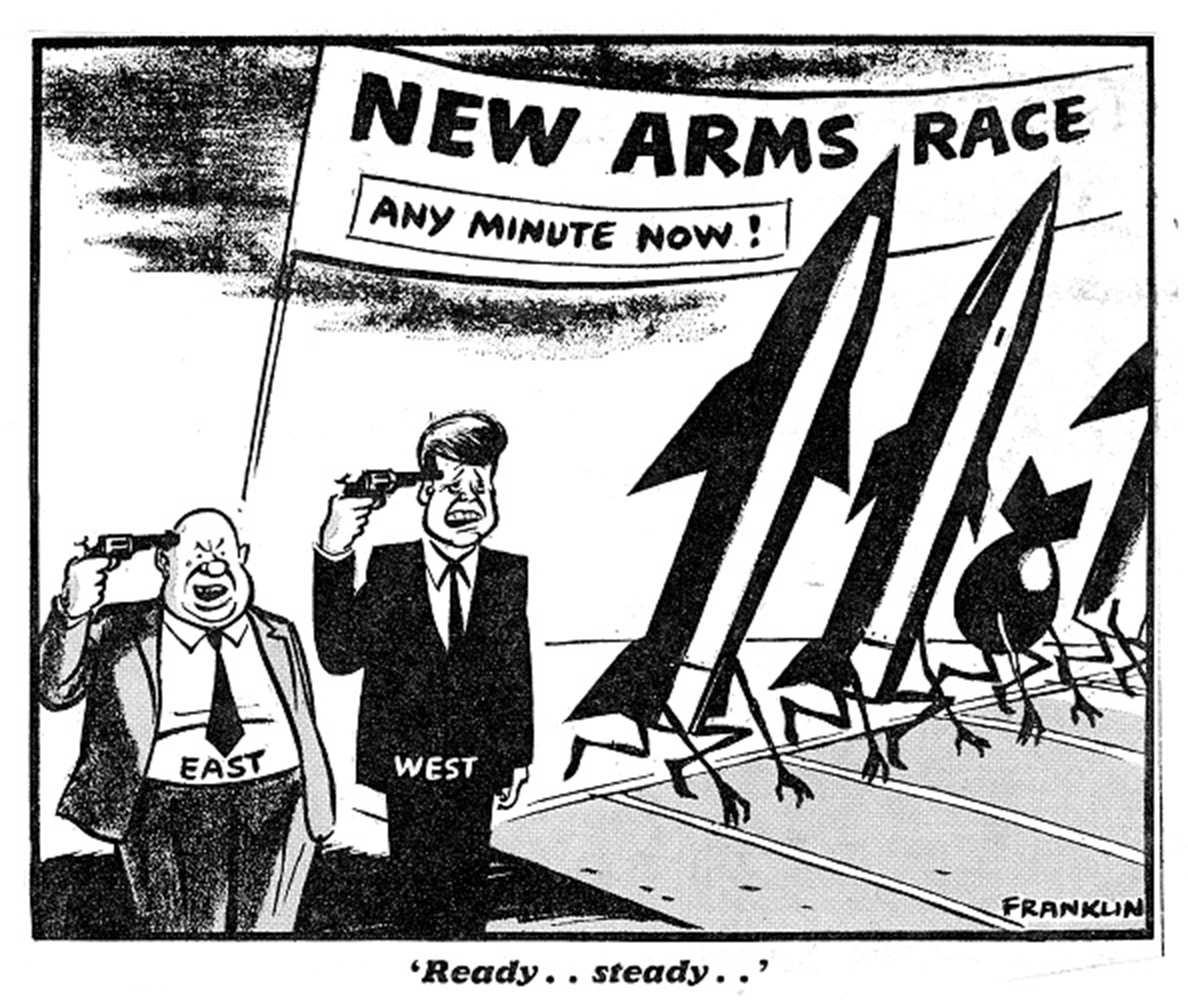 NEW ARMS RACE
ANY MINUTE NOW!
EAST
WEST
FRANKLIN
‘Ready. . steady. .’